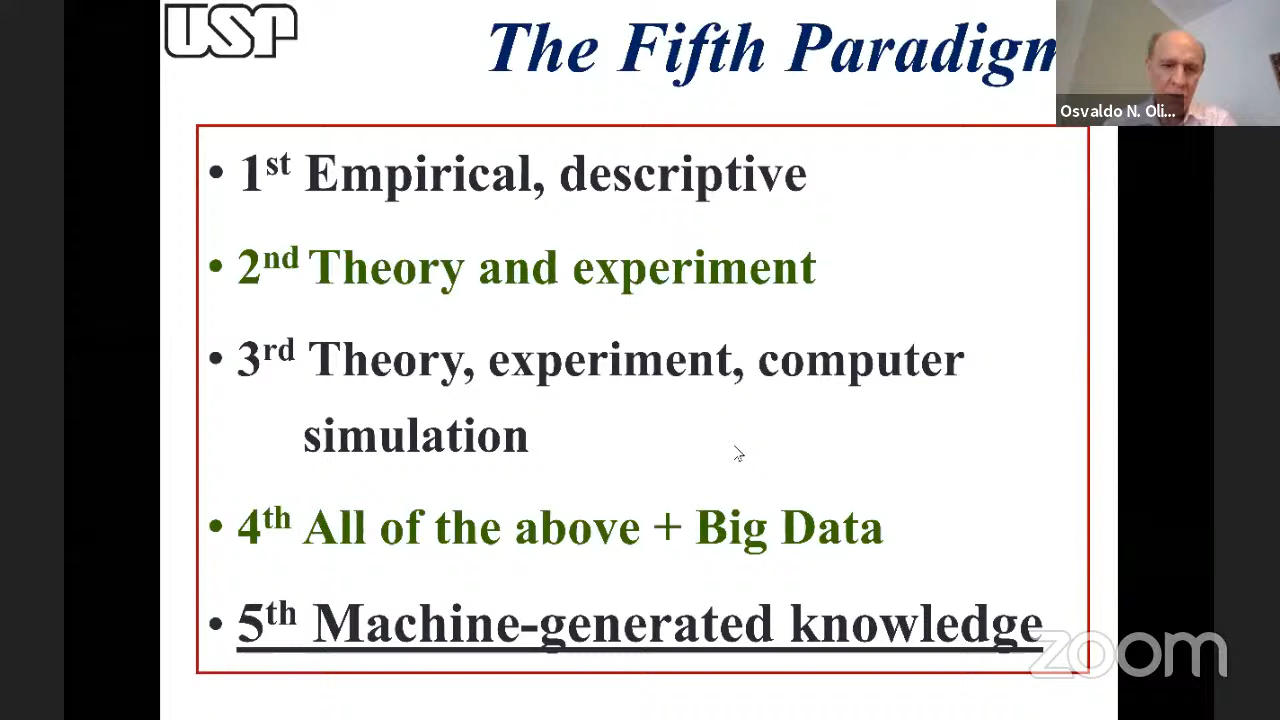 USP
The Fifth Paradigm
Osvaldo N. Oli...
• 1st Empirical, descriptive
• 2nd Theory and experiment
• 3rd Theory, experiment, computer
simulation
• 4th All of the above + Big Data
• 5th Machine-generated knowledge
zoom